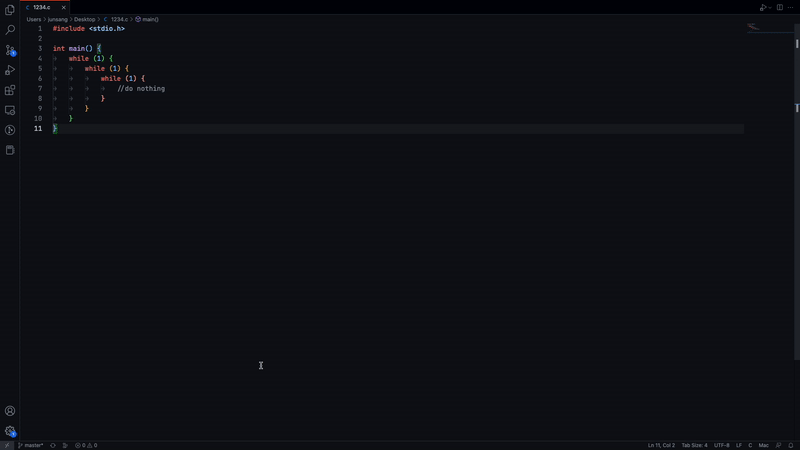 1234.c
Users > junsang > Desktop > 1234.c > main()
1 #include <stdio.h>
2
3 int main() {
4 while (1) {
5 while (1) {
6 while (1) {
7 //do nothing
8 }
9 }
10 }
11 }
master* 0 0 Ln 11, Col 2 Tab Size: 4 UTF-8 LF C Mac